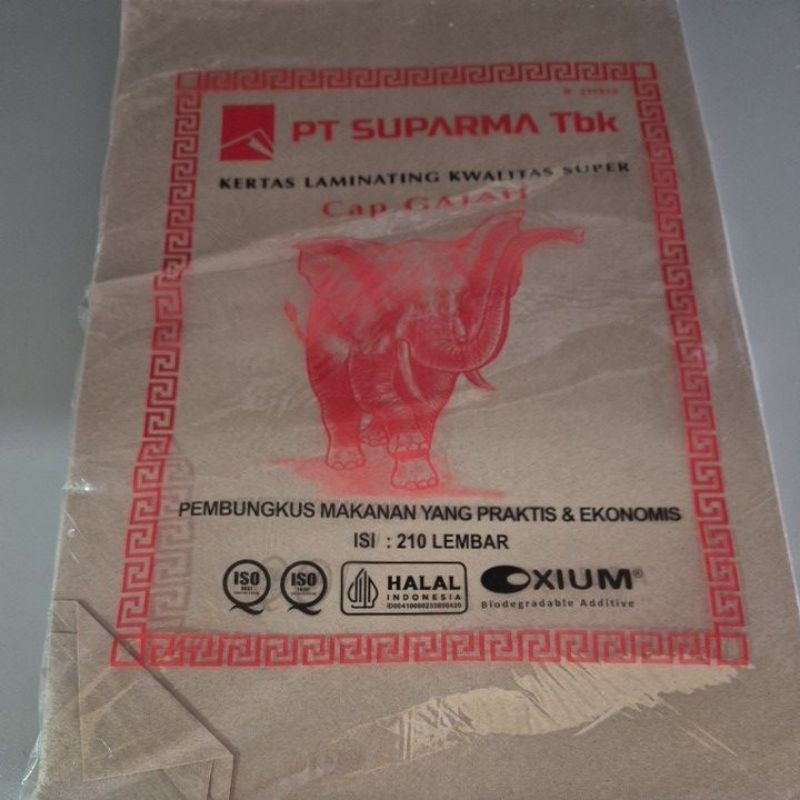 PT SUPARMA Tbk
KERTAS LAMINATING KWALITAS SUPER
Cap GAJAH
PEMBUNGKUS MAKANAN YANG PRAKTIS & EKONOMIS
ISI : 210 LEMBAR
ISO ISO HALAL INDONESIA OXIUM®
Biodegradable Additive